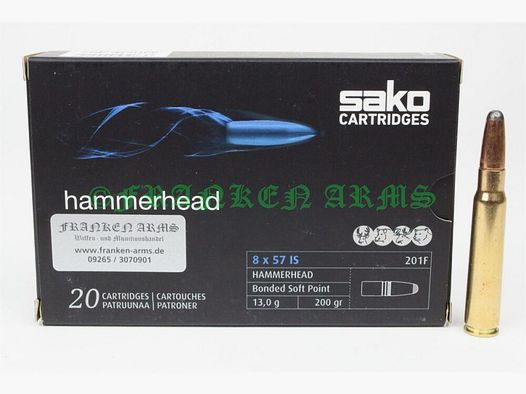 sako
CARTRIDGES
©FRANKEN ARMS
hammerhead
FRANKEN ARMS
Waffen - und Munitionshandel
www.franken-arms.de
09265 / 3070901
8 x 57 IS
201F
HAMMERHEAD
Bonded Soft Point
13,0 g
200 gr
20 CARTRIDGES | CARTOUCHES
PATRUUNAA | PATRONER